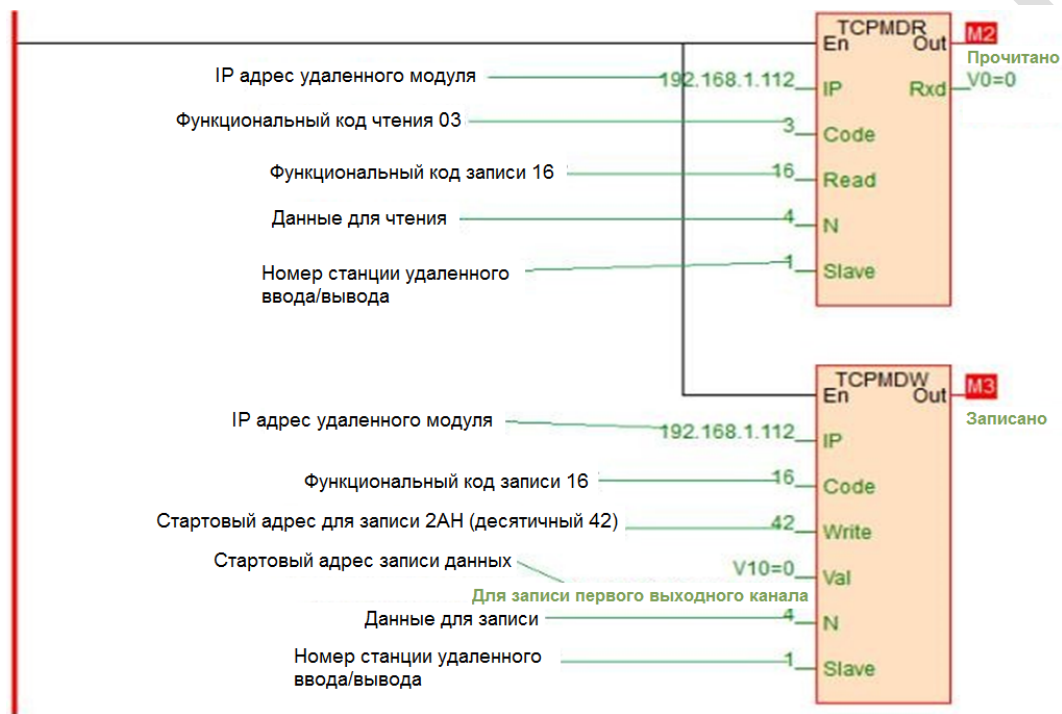 TCPMDR
En Out M2
Прочитано
IP адрес удаленного модуля 192.168.1.112 IP Rxd V0=0
Функциональный код чтения 03 3 Code
Функциональный код записи 16 16 Read
Данные для чтения 4 N
Номер станции удаленного
ввода/вывода 1 Slave
TCPMDW
En Out M3
Записано
IP адрес удаленного модуля 192.168.1.112 IP
Функциональный код записи 16 16 Code
Стартовый адрес для записи 2AH (десятичный 42) 42 Write
Стартовый адрес записи данных V10=0 Val
Для записи первого выходного канала
Данные для записи 4 N
Номер станции удаленного
ввода/вывода 1 Slave